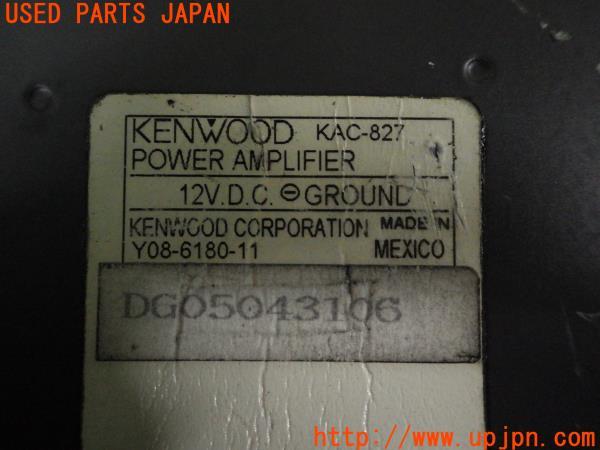 USED PARTS JAPAN
KENWOOD KAC-827
POWER AMPLIFIER
12V.D.C. ⊖ GROUND
KENWOOD CORPORATION MADE IN
Y08-6180-11 MEXICO
DG05043106
http://www.upjpn.com/